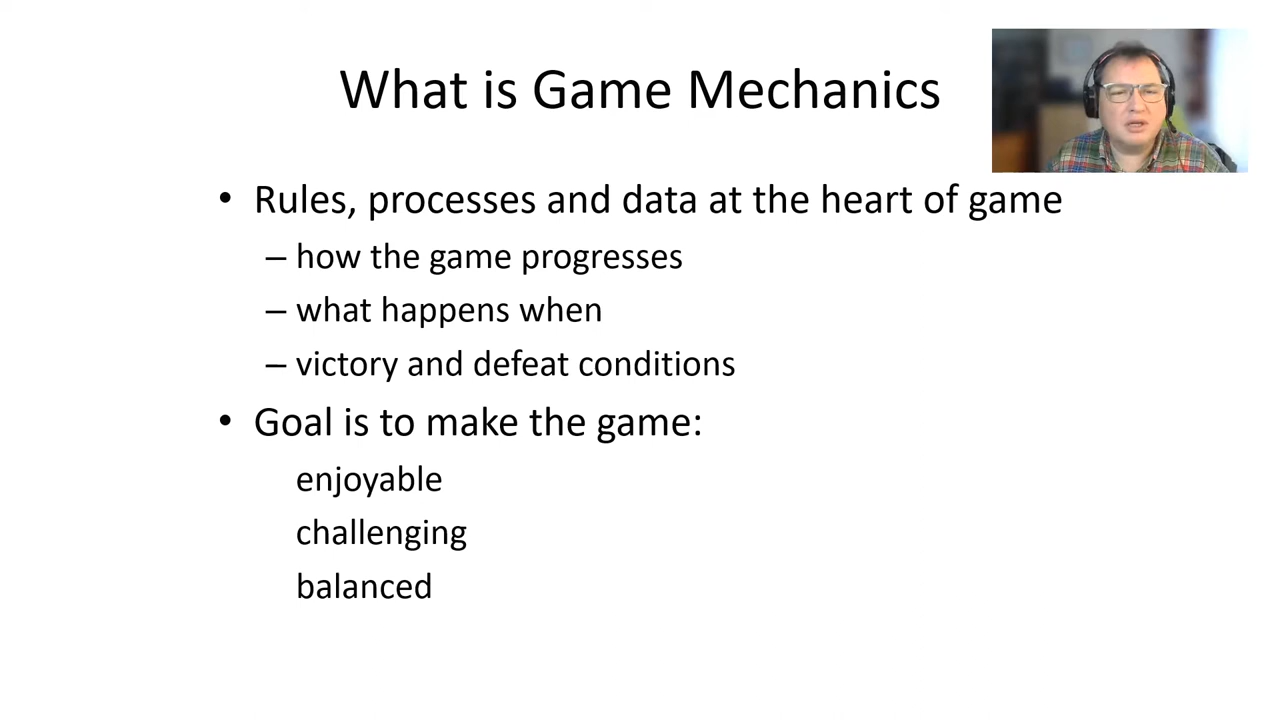 What is Game Mechanics
• Rules, processes and data at the heart of game
– how the game progresses
– what happens when
– victory and defeat conditions
• Goal is to make the game:
enjoyable
challenging
balanced